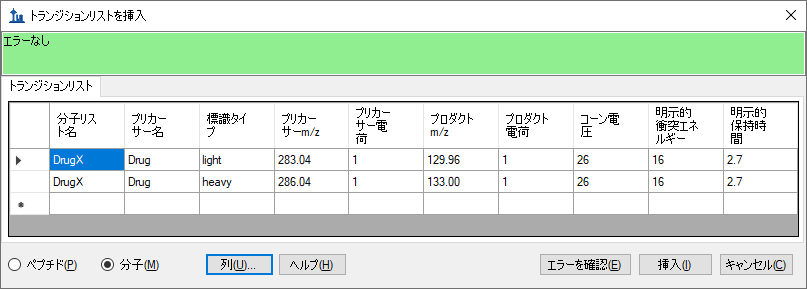 トランジションリストを挿入
エラーなし
トランジションリスト
分子リスト名 プリカーサー名 標識タイプ プリカーサーm/z プリカーサー電荷 プロダクトm/z プロダクト電荷 コーン電圧 明示的衝突エネルギー 明示的保持時間
DrugX Drug light 283.04 1 129.96 1 26 16 2.7
DrugX Drug heavy 286.04 1 133.00 1 26 16 2.7
ペプチド(P) 分子(M) 列(U)... ヘルプ(H) エラーを確認(E) 挿入(I) キャンセル(C)